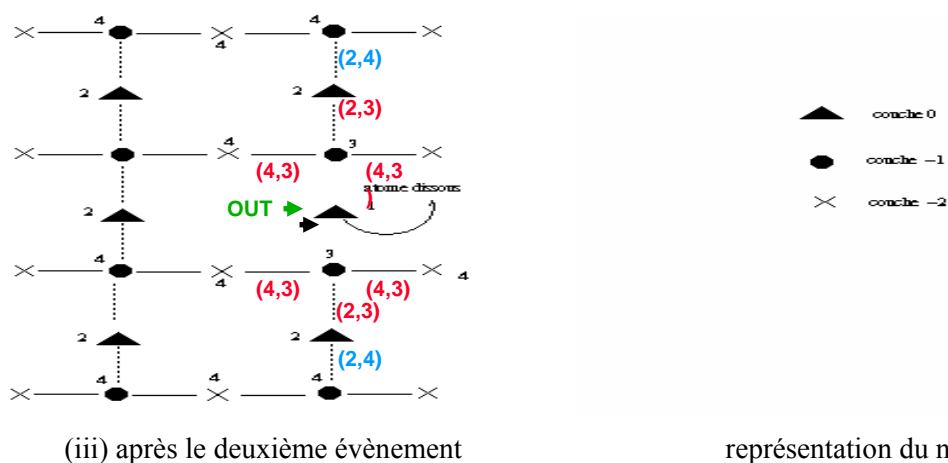 4 4 4
(2,4)
2 2
(2,3)
couche 0
4 3
couche -1
(4,3) (4,3
)
atome dissous
couche -2
OUT 1
2
3
4 4 4
(4,3) (4,3)
(2,3)
2 2
(2,4)
4 4 4
(iii) après le deuxième évènement
représentation du